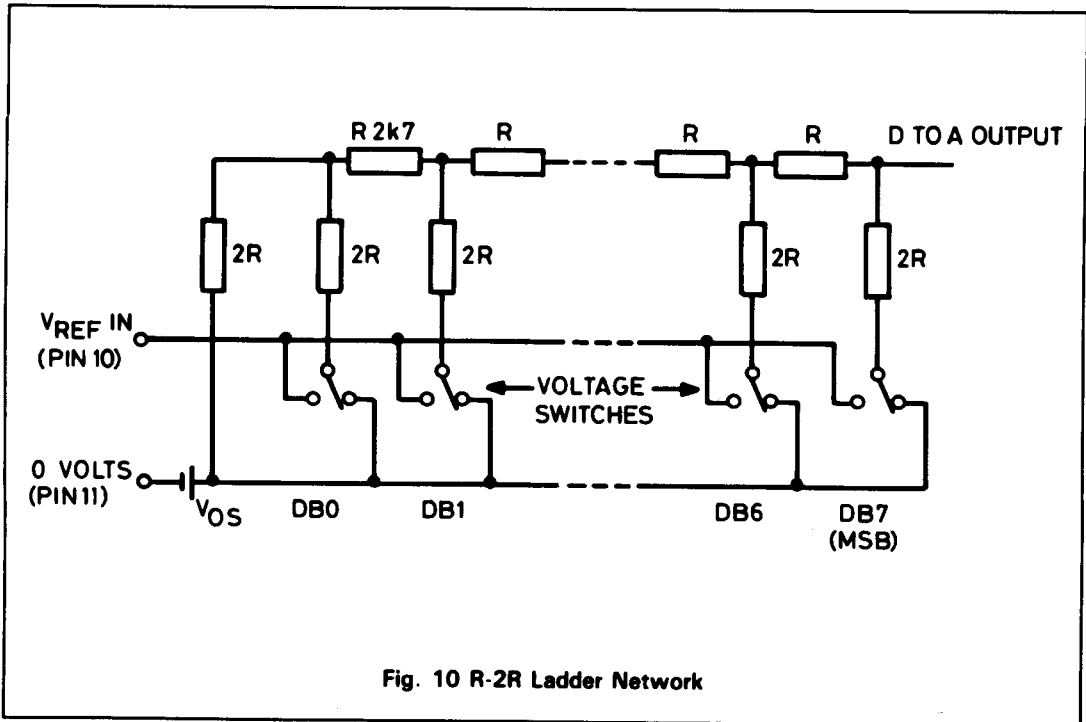 R 2k7 R R R D TO A OUTPUT
2R 2R 2R 2R 2R
VREF IN
(PIN 10)
VOLTAGE
SWITCHES
0 VOLTS
(PIN11)
VOS DB0 DB1 DB6 DB7
(MSB)
Fig. 10 R-2R Ladder Network